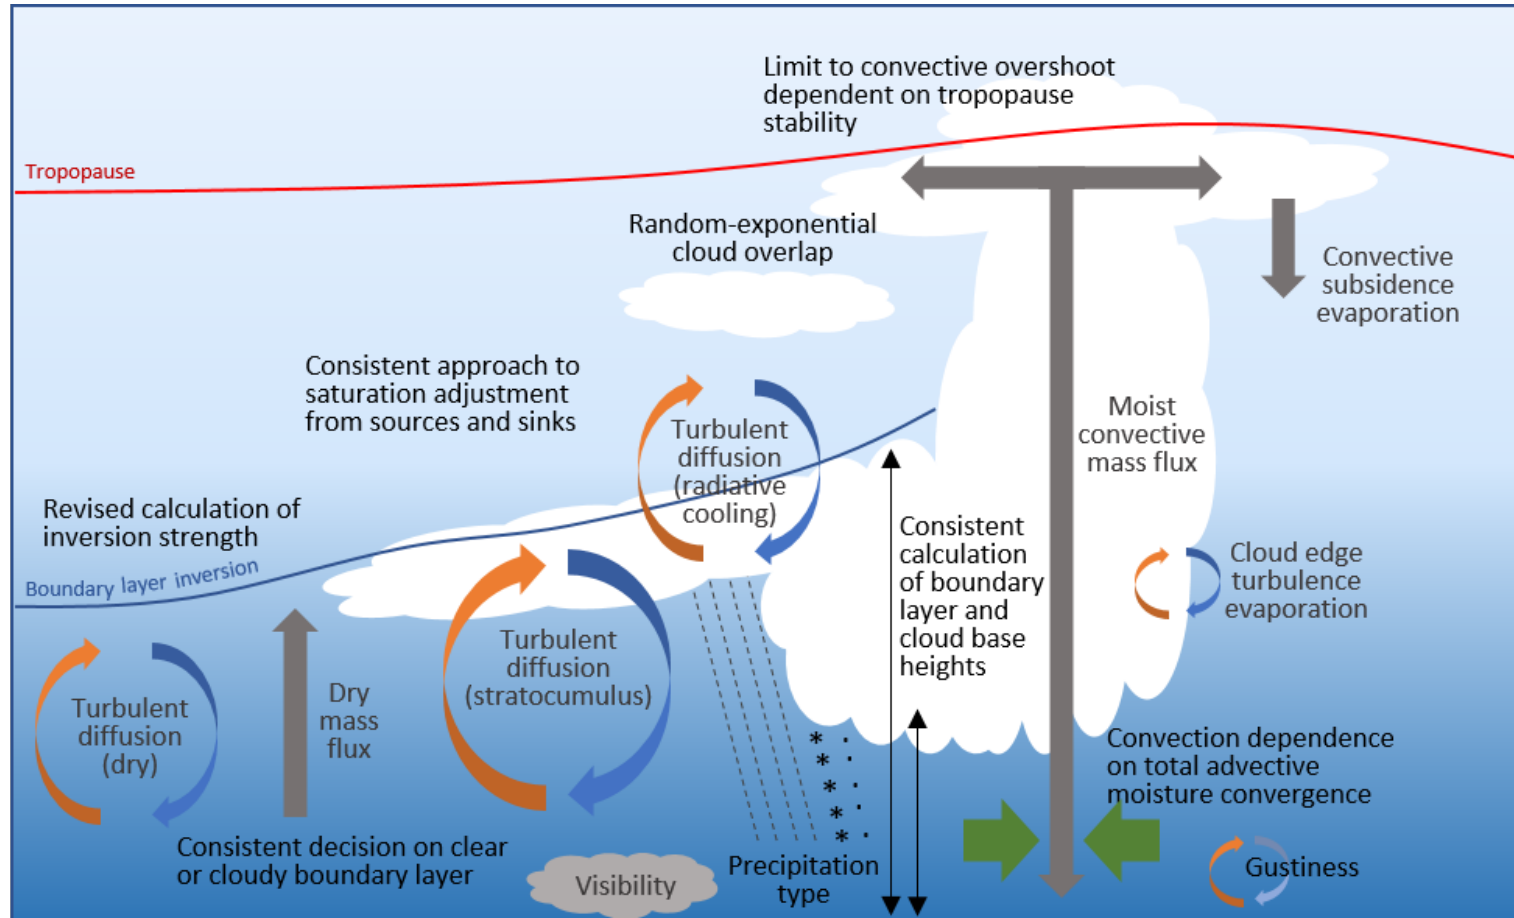 Limit to convective overshoot
dependent on tropopause
stability
Tropopause
Random-exponential
cloud overlap
Convective
subsidence
evaporation
Consistent approach to
saturation adjustment
from sources and sinks
Turbulent
diffusion
(radiative
cooling)
Moist
convective
mass flux
Revised calculation of
inversion strength
Boundary layer inversion
Consistent
calculation
of boundary
layer and
cloud base
heights
Cloud edge
turbulence
evaporation
Turbulent
diffusion
(stratocumulus)
Turbulent
diffusion
(dry)
Dry
mass
flux
Convection dependence
on total advective
moisture convergence
Consistent decision on clear
or cloudy boundary layer
Visibility
Precipitation
type
Gustiness